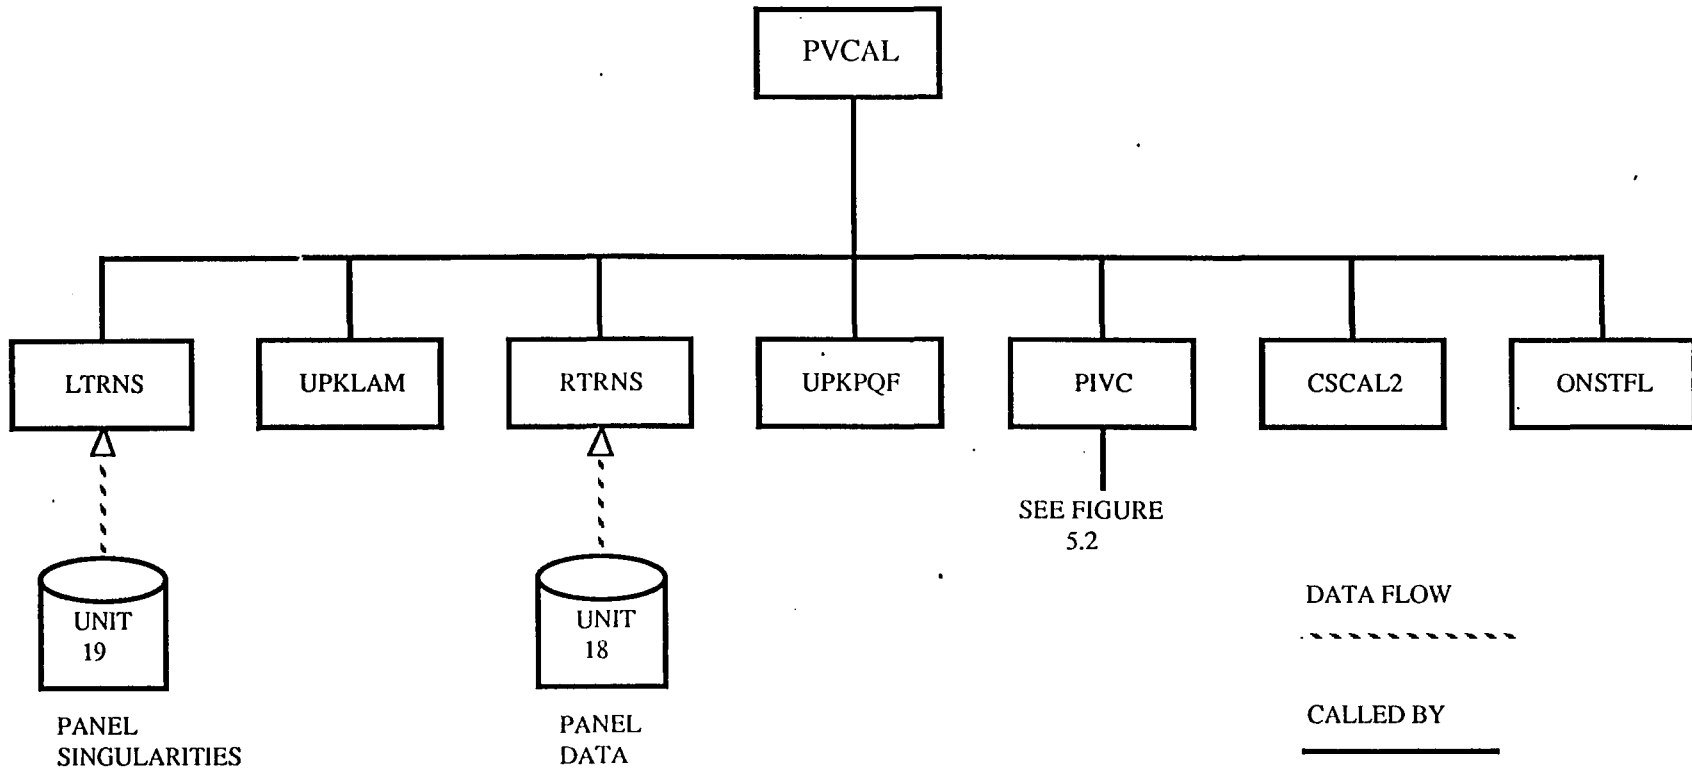 PVCAL
LTRNS
UPKLAM
RTRNS
UPKPQF
PIVC
CSCAL2
ONSTFL
SEE FIGURE
5.2
UNIT
19
UNIT
18
PANEL
SINGULARITIES
PANEL
DATA
DATA FLOW
CALLED BY